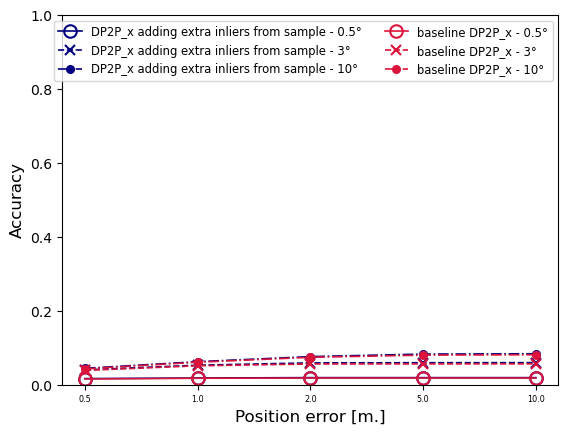 DP2P_x adding extra inliers from sample - 0.5°
DP2P_x adding extra inliers from sample - 3°
DP2P_x adding extra inliers from sample - 10°
baseline DP2P_x - 0.5°
baseline DP2P_x - 3°
baseline DP2P_x - 10°
1.0
0.8
0.6
0.4
0.2
0.0
Accuracy
0.5 1.0 2.0 5.0 10.0
Position error [m.]